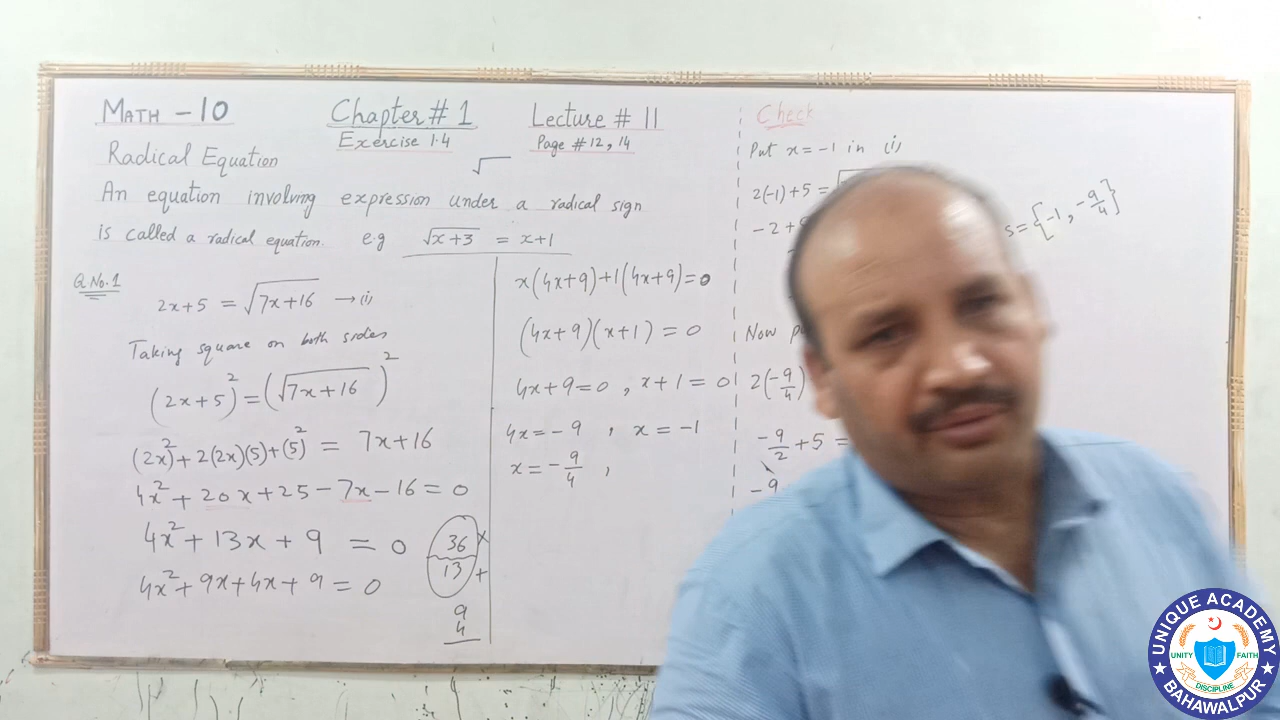 MATH - 10
Chapter # 1
Lecture # 11
Exercise 1.4
Page # 12, 14
Radical Equation
√
An equation involving expression under a radical sign
is called a radical equation. e.g √x+3 = x+1
Q No.1
2x+5 = √7x+16 → (i)
Taking square on both sides
(2x+5)² = (√7x+16)²
(2x)²+2(2x)(5)+(5)² = 7x+16
4x²+20x+25-7x-16=0
4x²+13x+9 = 0
4x²+9x+4x+9=0
36 x
13 +
9
4
x(4x+9)+1(4x+9)=0
(4x+9)(x+1)=0
4x+9=0 , x+1=0
4x=-9 , x=-1
x=-9/4 ,
Check
Put x=-1 in (i)
2(-1)+5=√
-2+
Now
2(-9/4)
-9/2+5=
-9
S={-1,-9/4}
UNIQUE ACADEMY
UNITY
FAITH
DISCIPLINE
BAHAWALPUR